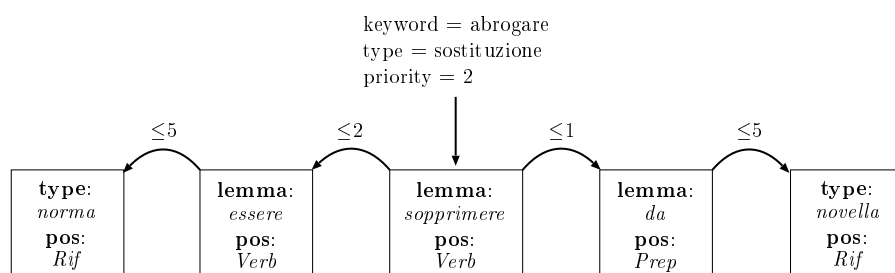 keyword = abrogare
type = sostituzione
priority = 2
≤5 ≤2 ≤1 ≤5
type: lemma: lemma: lemma: type:
norma essere sopprimere da novella
pos: pos: pos: pos: pos:
Rif Verb Verb Prep Rif